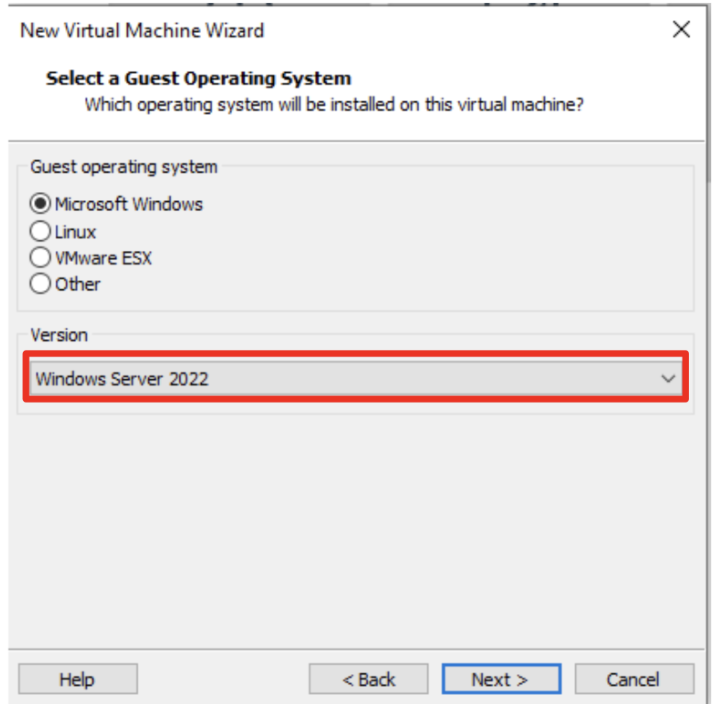 New Virtual Machine Wizard
Select a Guest Operating System
Which operating system will be installed on this virtual machine?
Guest operating system
Microsoft Windows
Linux
VMware ESX
Other
Version
Windows Server 2022
Help
< Back
Next >
Cancel